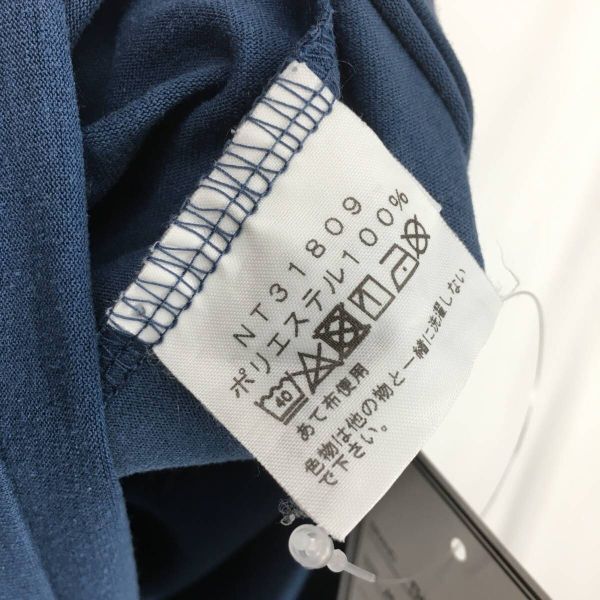 NT31809
ポリエステル100%
40
あて布使用
色物は他の物と一緒に洗濯しない
で下さい。